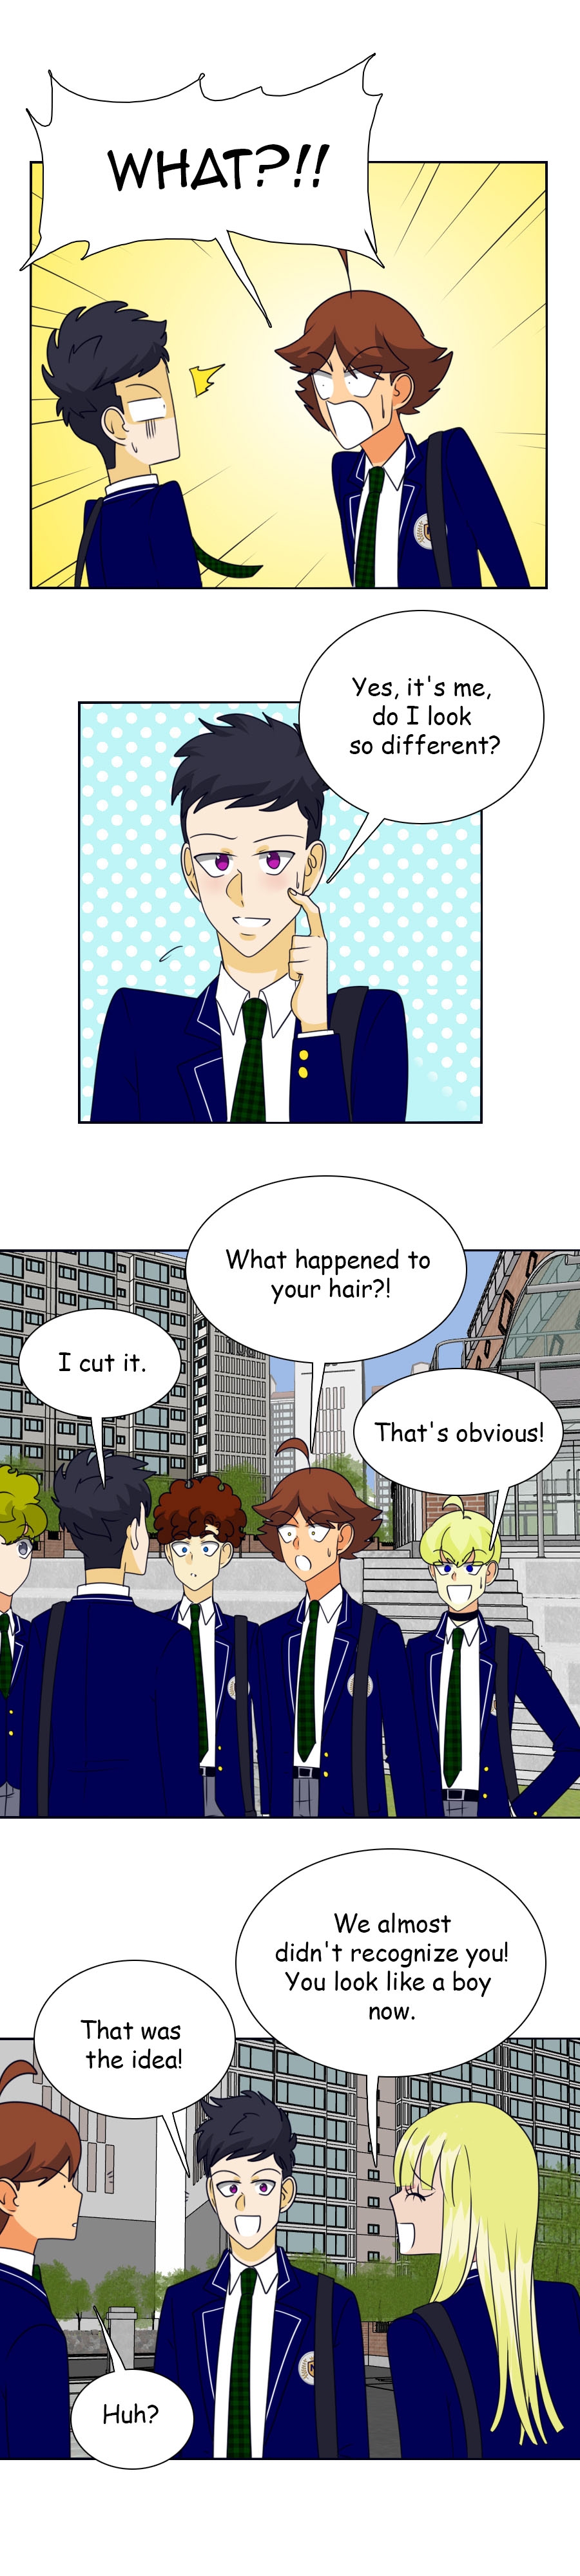 WHAT?!!
Yes, it's me,
do I look
so different?
What happened to
your hair?!
I cut it.
That's obvious!
We almost
didn't recognize you!
You look like a boy
now.
That was
the idea!
Huh?